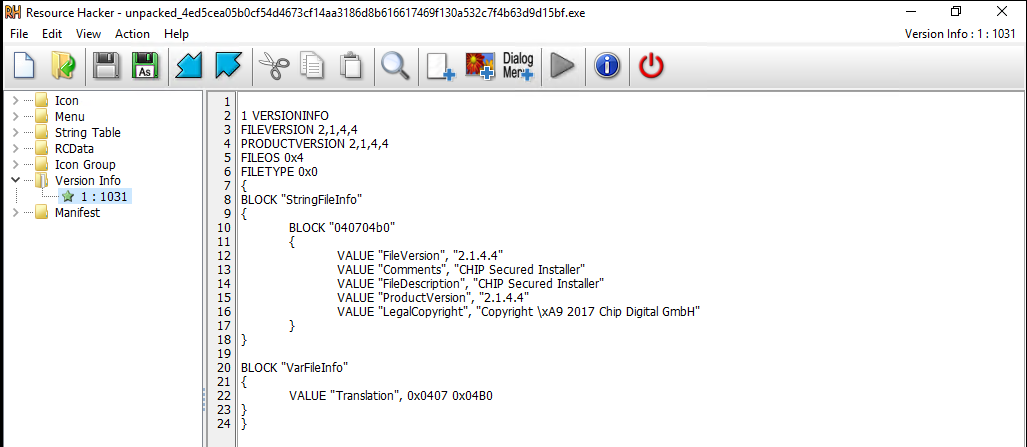 Resource Hacker - unpacked_4ed5cea05b0cf54d4673cf14aa3186d8b616617469f130a532c7f4b63d9d15bf.exe
File Edit View Action Help
Version Info : 1 : 1031
As
Dialog
Menu
Icon
Menu
String Table
RCData
Icon Group
Version Info
1 : 1031
Manifest
1
2 1 VERSIONINFO
3 FILEVERSION 2,1,4,4
4 PRODUCTVERSION 2,1,4,4
5 FILEOS 0x4
6 FILETYPE 0x0
7 {
8 BLOCK "StringFileInfo"
9 {
10 BLOCK "040704b0"
11 {
12 VALUE "FileVersion", "2.1.4.4"
13 VALUE "Comments", "CHIP Secured Installer"
14 VALUE "FileDescription", "CHIP Secured Installer"
15 VALUE "ProductVersion", "2.1.4.4"
16 VALUE "LegalCopyright", "Copyright \xA9 2017 Chip Digital GmbH"
17 }
18 }
19
20 BLOCK "VarFileInfo"
21 {
22 VALUE "Translation", 0x0407 0x04B0
23 }
24 }